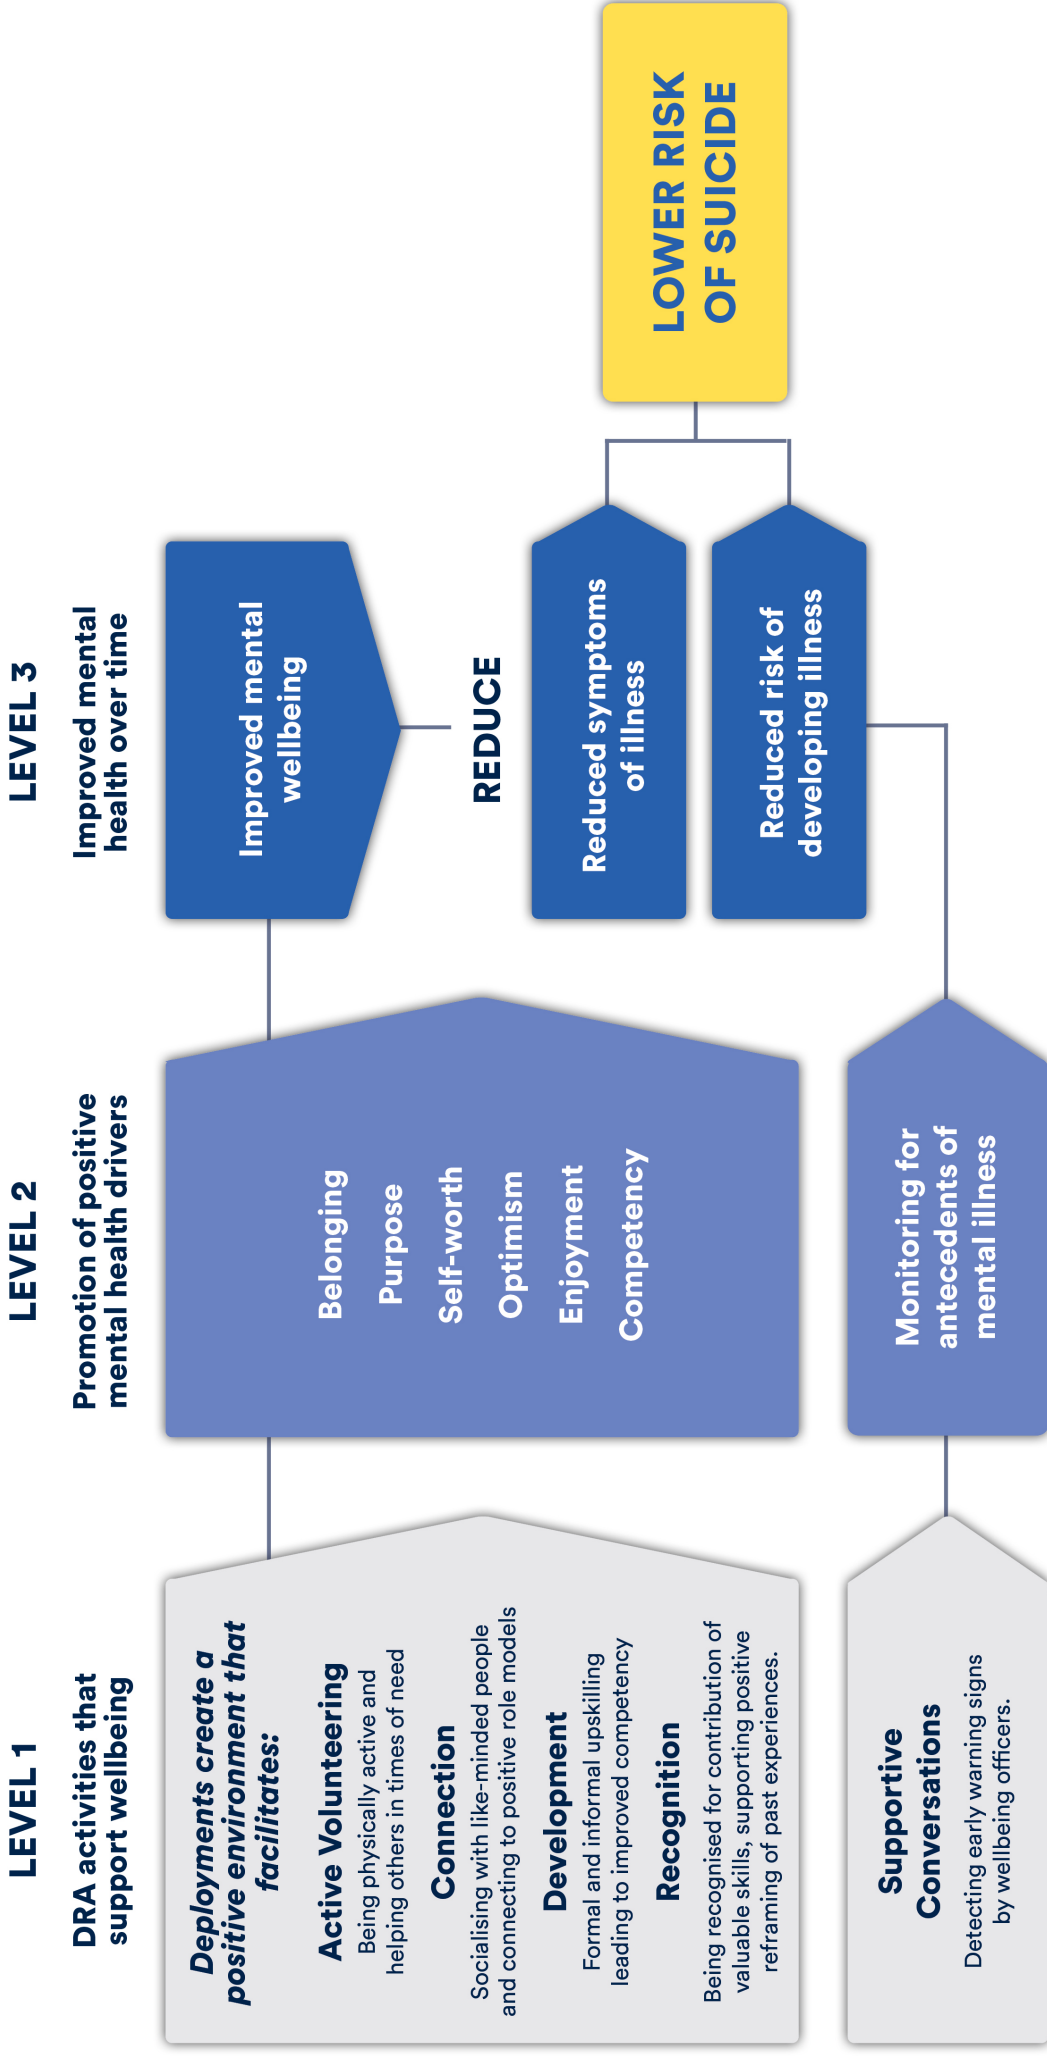 LEVEL 1
DRA activities that
support wellbeing
Deployments create a
positive environment that
facilitates:
Active Volunteering
Being physically active and
helping others in times of need
Connection
Socialising with like-minded people
and connecting to positive role models
Development
Formal and informal upskilling
leading to improved competency
Recognition
Being recognised for contribution of
valuable skills, supporting positive
reframing of past experiences.
Supportive
Conversations
Detecting early warning signs
by wellbeing officers.
LEVEL 2
Promotion of positive
mental health drivers
Belonging
Purpose
Self-worth
Optimism
Enjoyment
Competency
Monitoring for
antecedents of
mental illness
LEVEL 3
Improved mental
health over time
Improved mental
wellbeing
REDUCE
Reduced symptoms
of illness
Reduced risk of
developing illness
LOWER RISK
OF SUICIDE